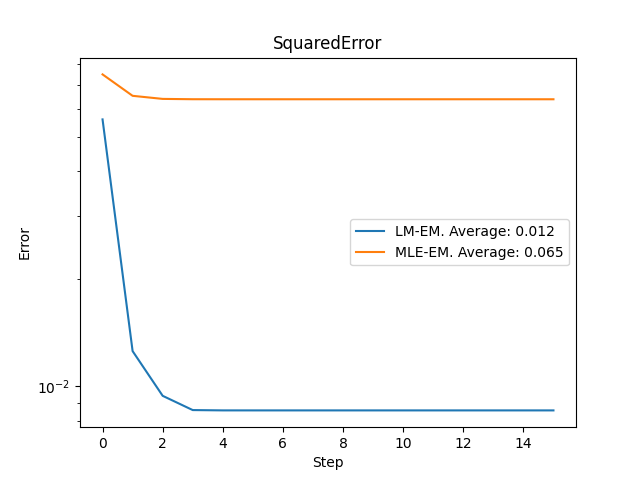 SquaredError
Error
10⁻²
LM-EM. Average: 0.012
MLE-EM. Average: 0.065
0 2 4 6 8 10 12 14
Step